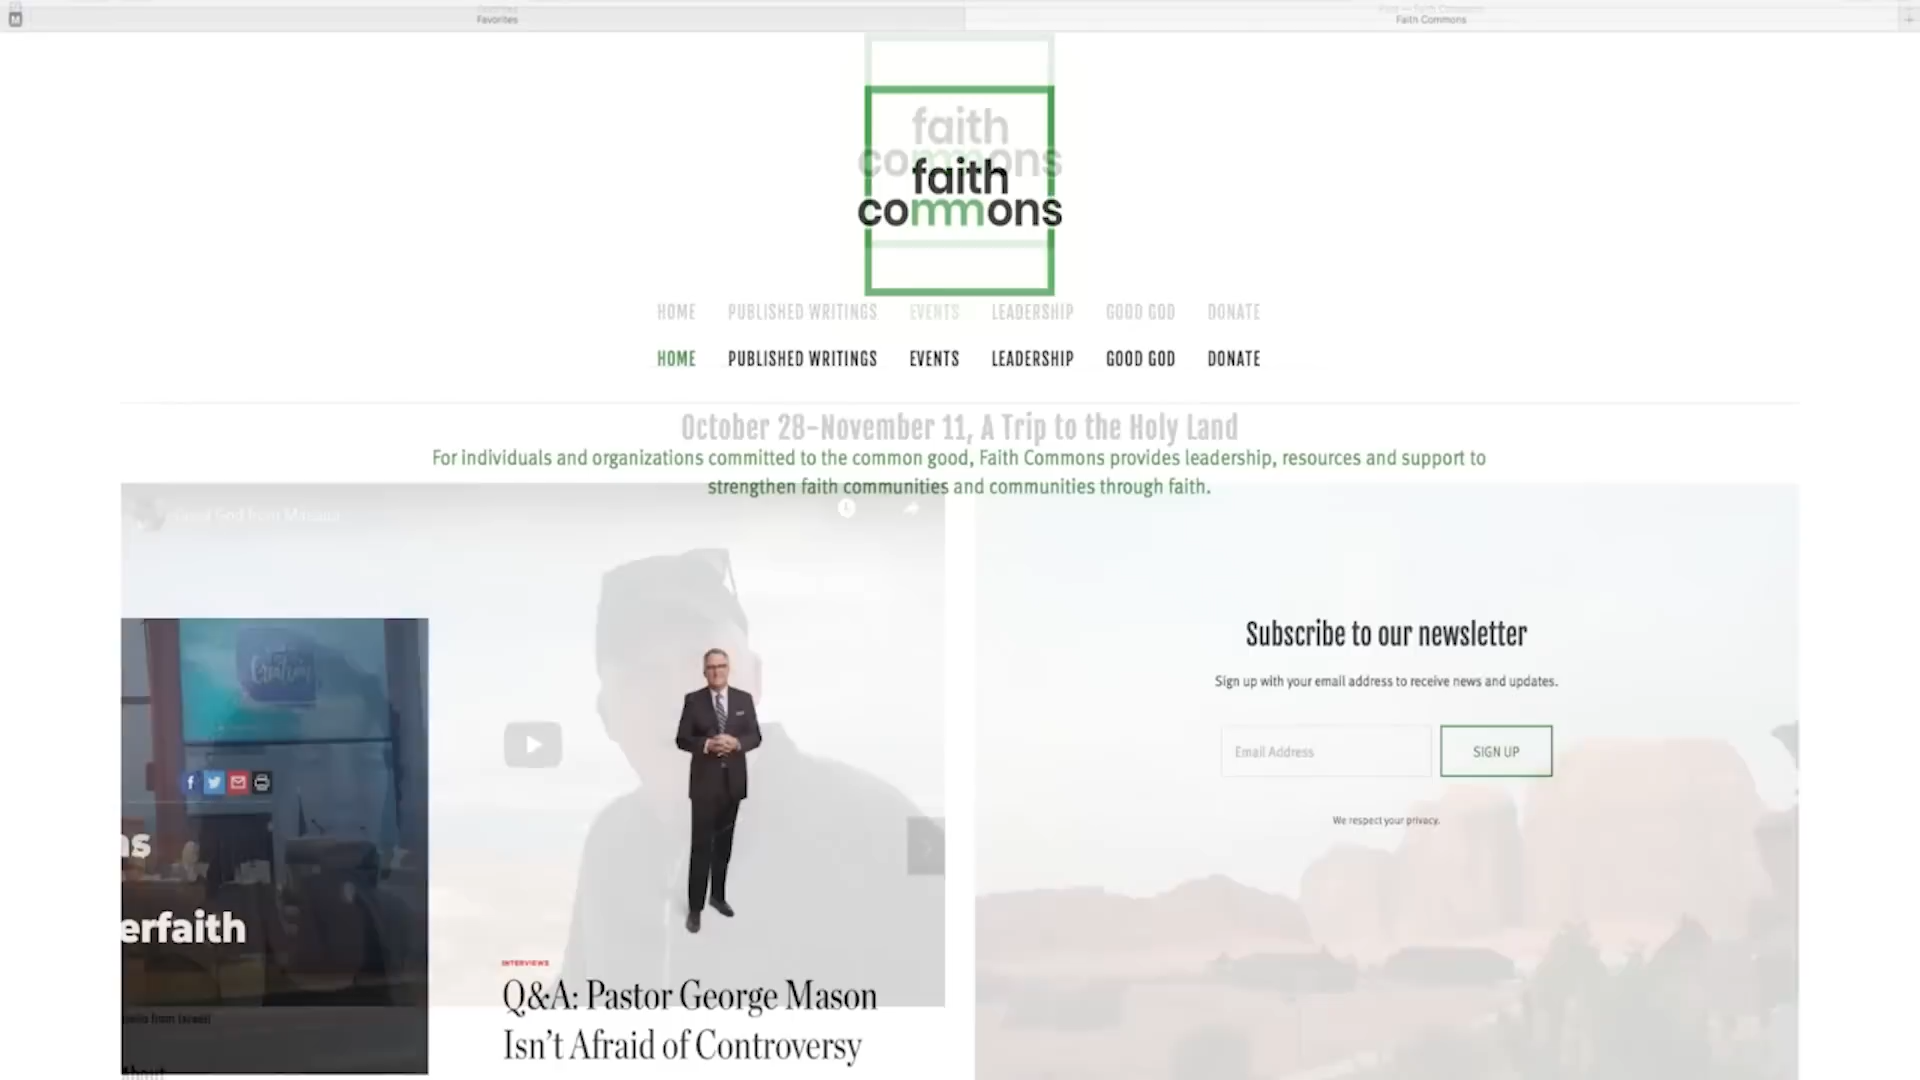 Favorites
Faith Commons
faith
commons
faith
commons
HOME PUBLISHED WRITINGS EVENTS LEADERSHIP GOOD GOD DONATE
HOME PUBLISHED WRITINGS EVENTS LEADERSHIP GOOD GOD DONATE
October 28-November 11, A Trip to the Holy Land
For individuals and organizations committed to the common good, Faith Commons provides leadership, resources and support to
strengthen faith communities and communities through faith.
Creation
erfaith
from Israel
About
INTERVIEWS
Q&A: Pastor George Mason
Isn't Afraid of Controversy
Subscribe to our newsletter
Sign up with your email address to receive news and updates.
Email Address
SIGN UP
We respect your privacy.